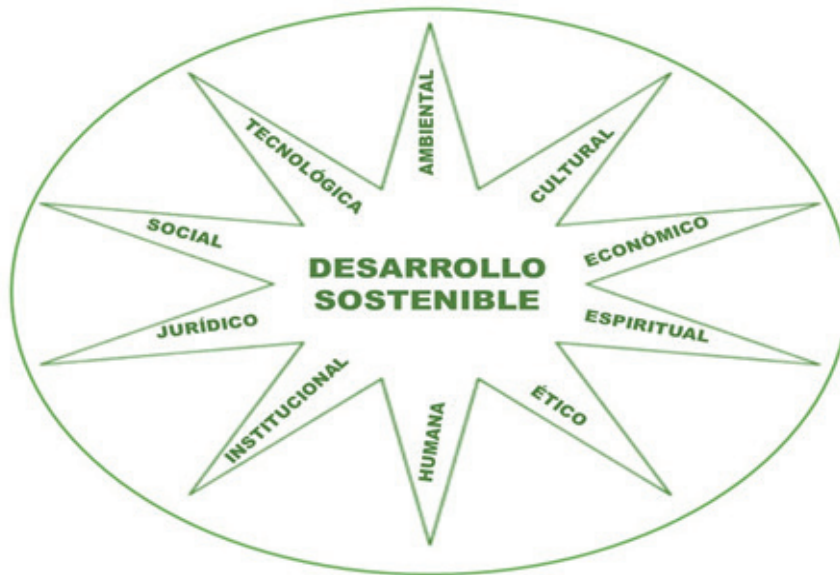 AMBIENTAL
CULTURAL
ECONÓMICO
ESPIRITUAL
ÉTICO
HUMANA
INSTITUCIONAL
JURÍDICO
SOCIAL
TECNOLÓGICA
DESARROLLO
SOSTENIBLE